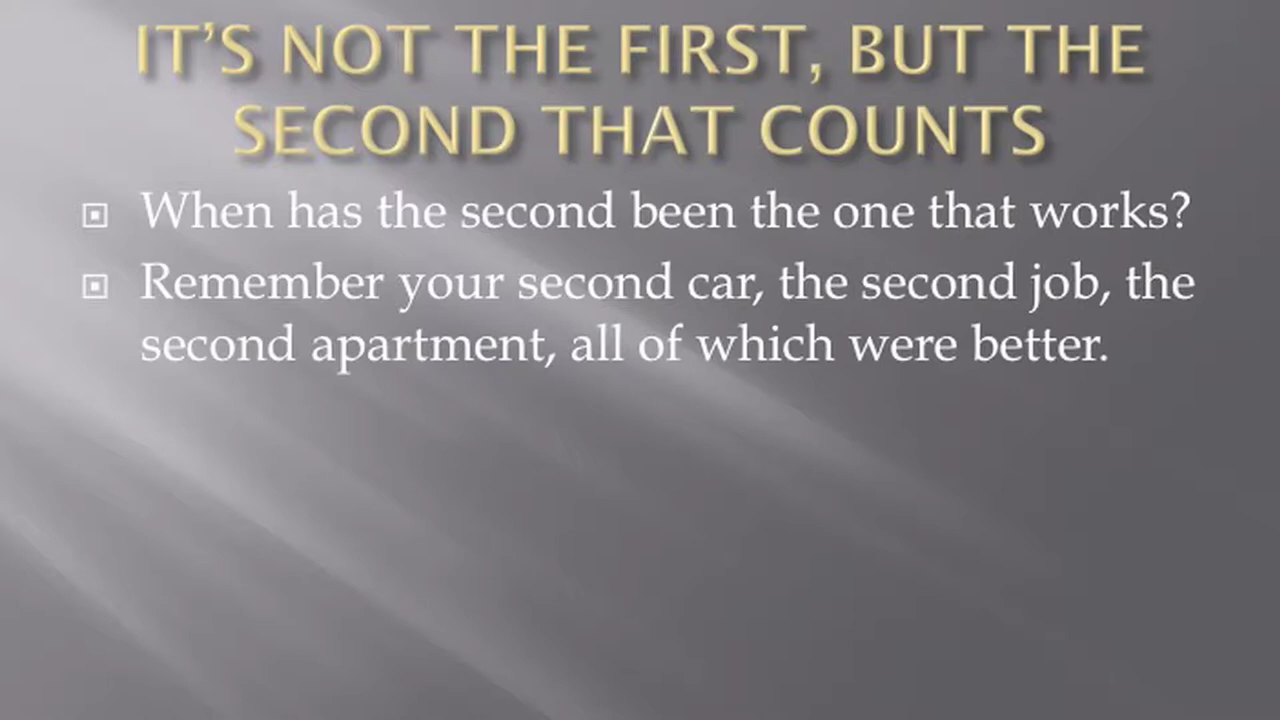 IT’S NOT THE FIRST, BUT THE
SECOND THAT COUNTS
When has the second been the one that works?
Remember your second car, the second job, the
second apartment, all of which were better.